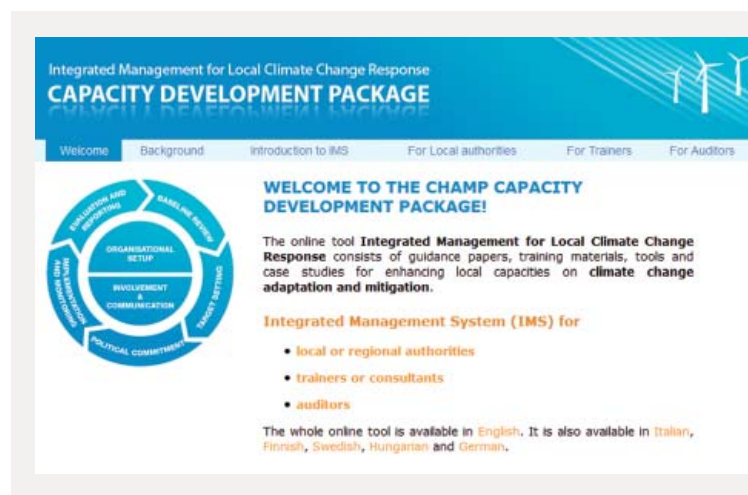 Integrated Management for Local Climate Change Response
CAPACITY DEVELOPMENT PACKAGE
Welcome Background Introduction to IMS For Local authorities For Trainers For Auditors
EVALUATION AND REPORTING
BASELINE REVIEW
TARGET SETTING
POLITICAL COMMITMENT
IMPLEMENTATION AND MONITORING
ORGANISATIONAL
SETUP
INVOLVEMENT
&
COMMUNICATION
WELCOME TO THE CHAMP CAPACITY
DEVELOPMENT PACKAGE!
The online tool Integrated Management for Local Climate Change
Response consists of guidance papers, training materials, tools and
case studies for enhancing local capacities on climate change
adaptation and mitigation.
Integrated Management System (IMS) for
• local or regional authorities
• trainers or consultants
• auditors
The whole online tool is available in English. It is also available in Italian,
Finnish, Swedish, Hungarian and German.